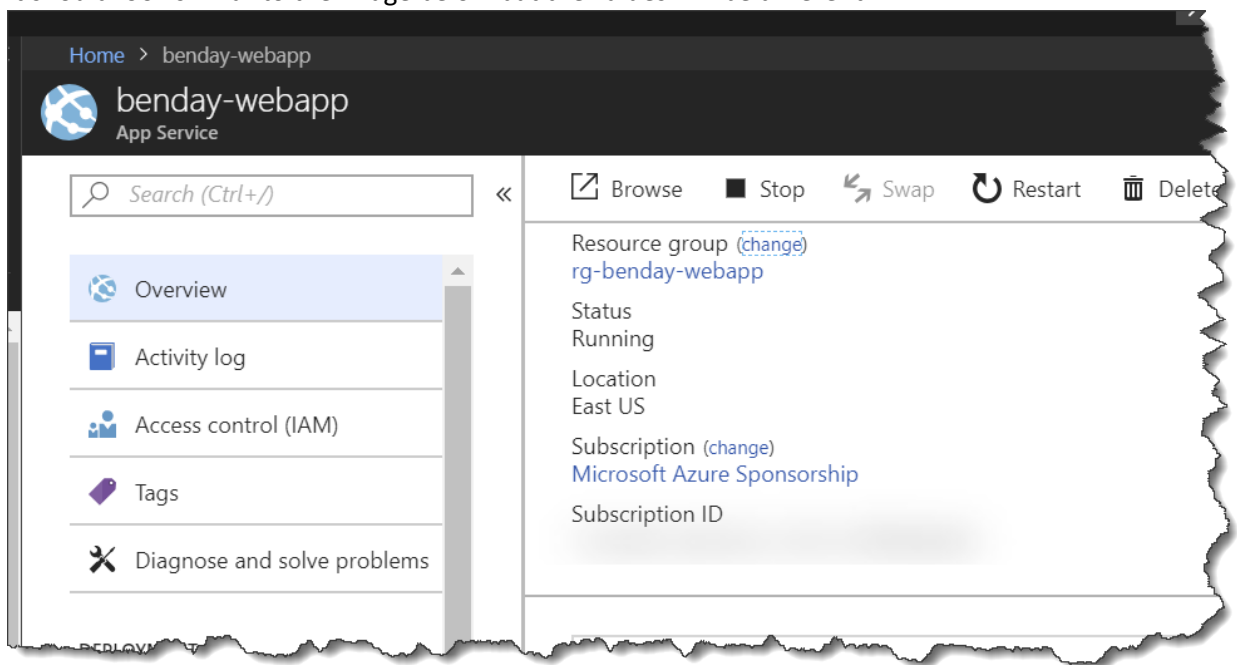 Home > benday-webapp
benday-webapp
App Service
Search (Ctrl+/)
«
Browse Stop Swap Restart Delete
Resource group (change)
rg-benday-webapp
Overview
Status
Running
Activity log
Location
East US
Access control (IAM)
Subscription (change)
Microsoft Azure Sponsorship
Tags
Subscription ID
Diagnose and solve problems